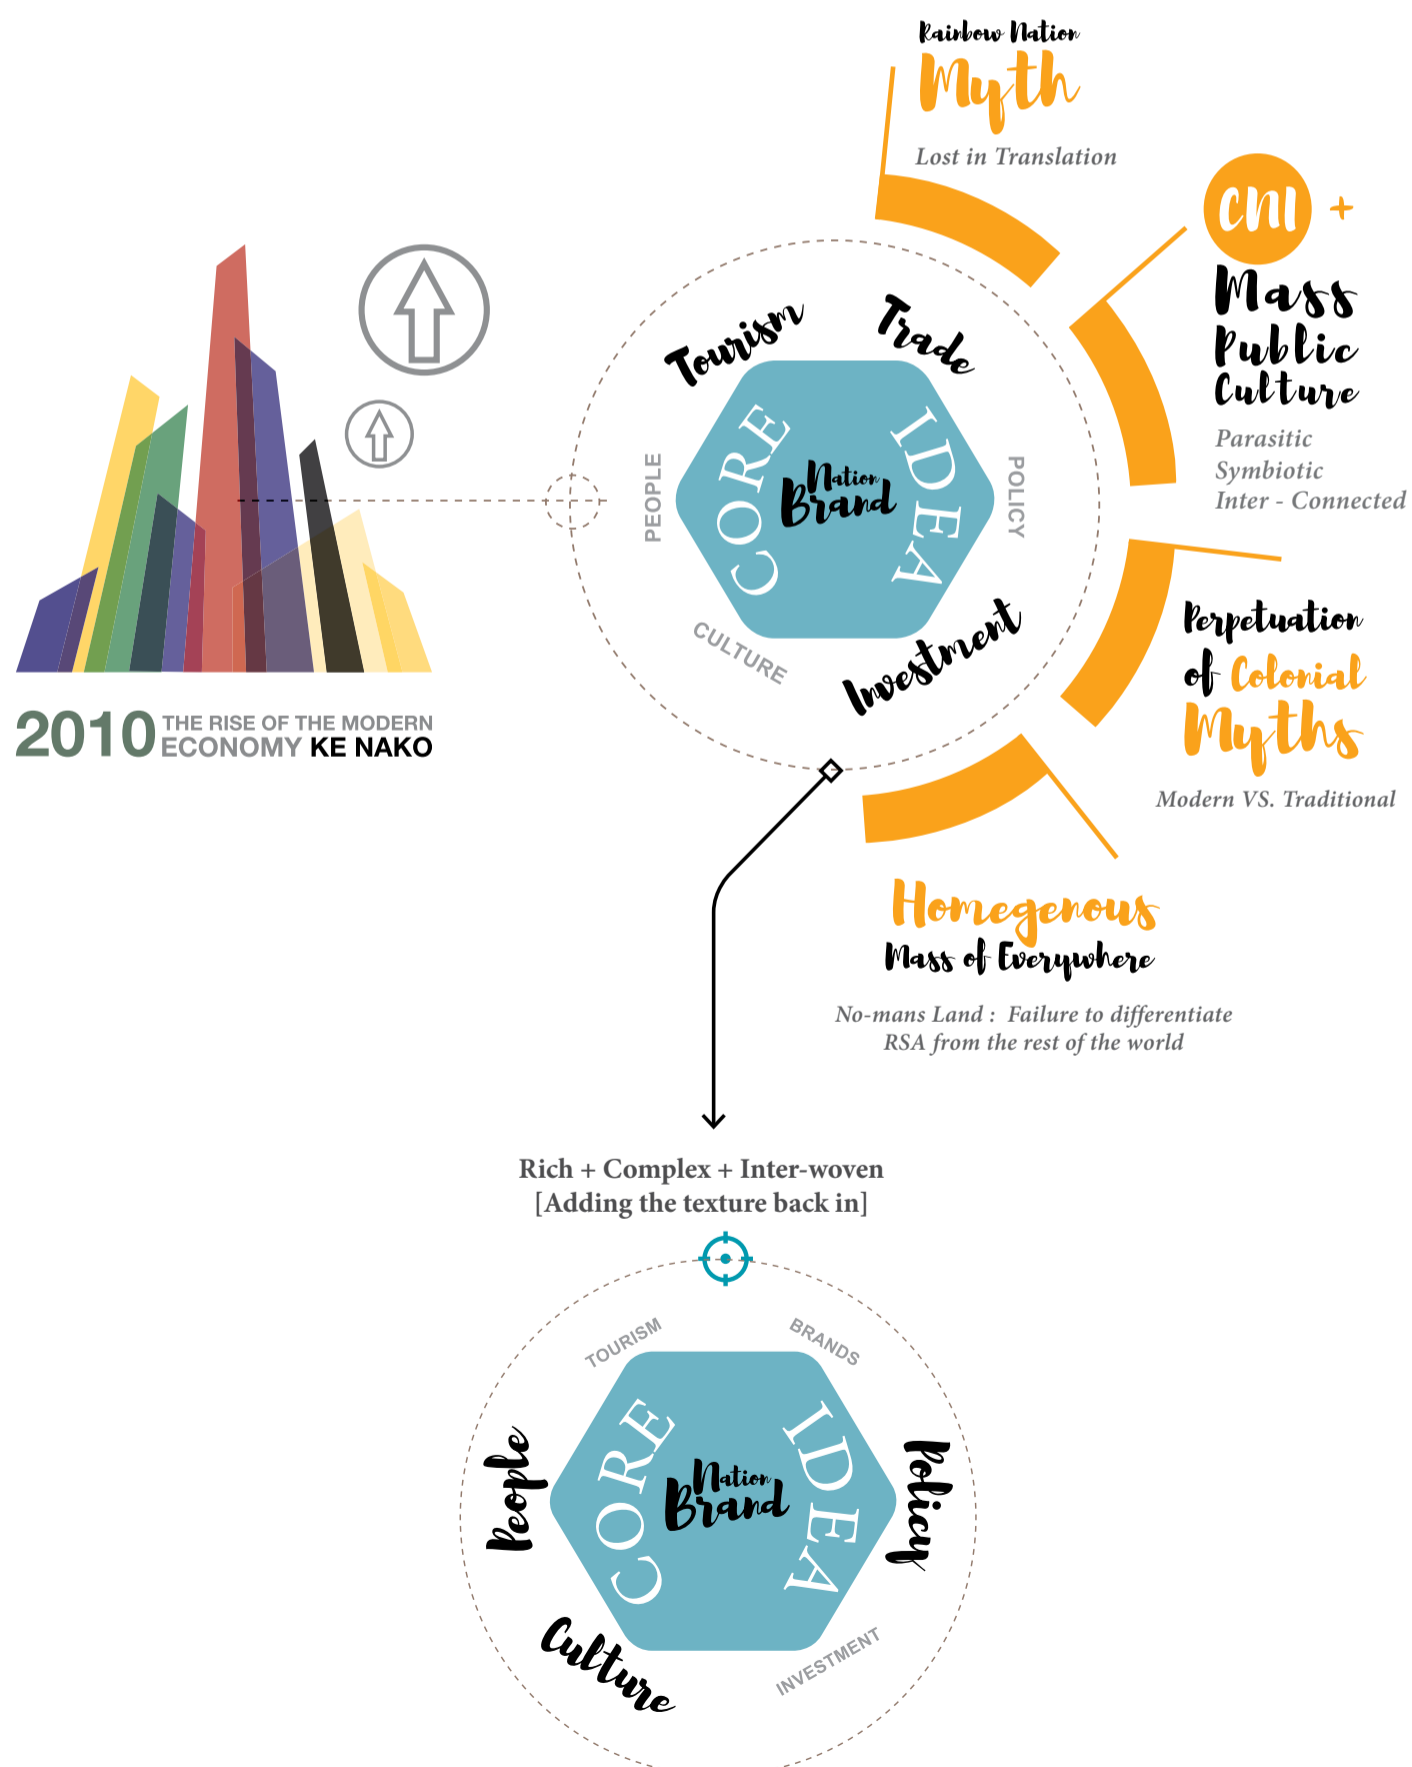 Rainbow Nation
Myth
Lost in Translation
CNI +
Mass
Public
Culture
Parasitic
Symbiotic
Inter - Connected
Tourism
Trade
PEOPLE
CORE
Nation
Brand
IDEA
POLICY
CULTURE
Investment
2010 THE RISE OF THE MODERN
ECONOMY KE NAKO
Perpetuation
of Colonial
Myths
Modern VS. Traditional
Homegenous
Mass of Everywhere
No-mans Land : Failure to differentiate
RSA from the rest of the world
Rich + Complex + Inter-woven
[Adding the texture back in]
TOURISM
BRANDS
People
CORE
Nation
Brand
IDEA
Policy
Culture
INVESTMENT